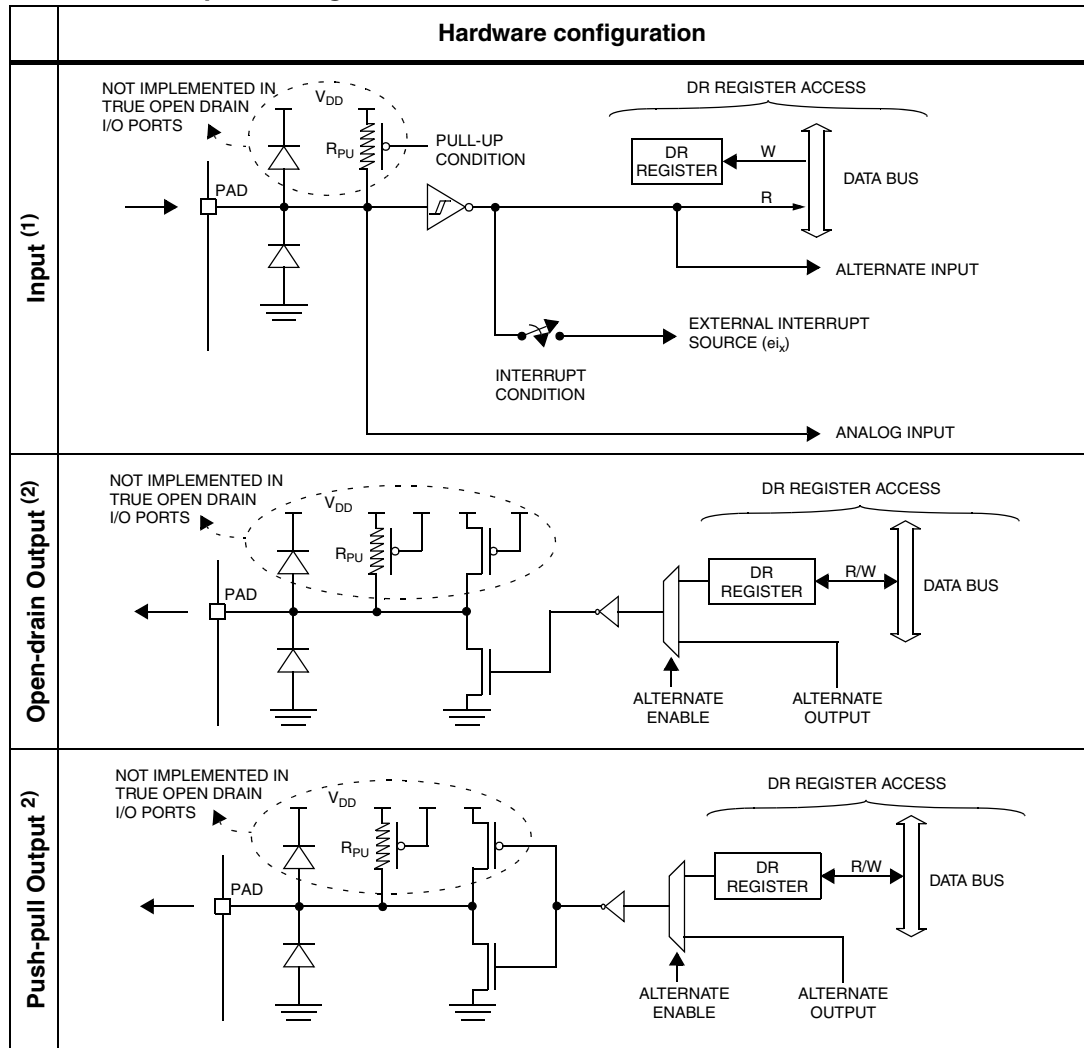 Hardware configuration
Input (1)
NOT IMPLEMENTED IN
TRUE OPEN DRAIN
I/O PORTS
VDD
RPU
PULL-UP
CONDITION
PAD
DR REGISTER ACCESS
DR
REGISTER
W
R
DATA BUS
ALTERNATE INPUT
EXTERNAL INTERRUPT
SOURCE (eix)
INTERRUPT
CONDITION
ANALOG INPUT
Open-drain Output (2)
NOT IMPLEMENTED IN
TRUE OPEN DRAIN
I/O PORTS
VDD
RPU
PAD
DR REGISTER ACCESS
DR
REGISTER
R/W
DATA BUS
ALTERNATE
ENABLE
ALTERNATE
OUTPUT
Push-pull Output 2)
NOT IMPLEMENTED IN
TRUE OPEN DRAIN
I/O PORTS
VDD
RPU
PAD
DR REGISTER ACCESS
DR
REGISTER
R/W
DATA BUS
ALTERNATE
ENABLE
ALTERNATE
OUTPUT